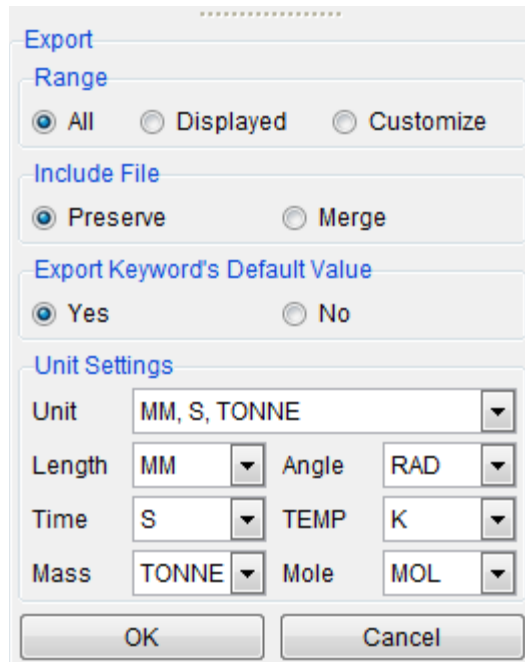 Export
Range
All Displayed Customize
Include File
Preserve Merge
Export Keyword's Default Value
Yes No
Unit Settings
Unit MM, S, TONNE
Length MM Angle RAD
Time S TEMP K
Mass TONNE Mole MOL
OK Cancel